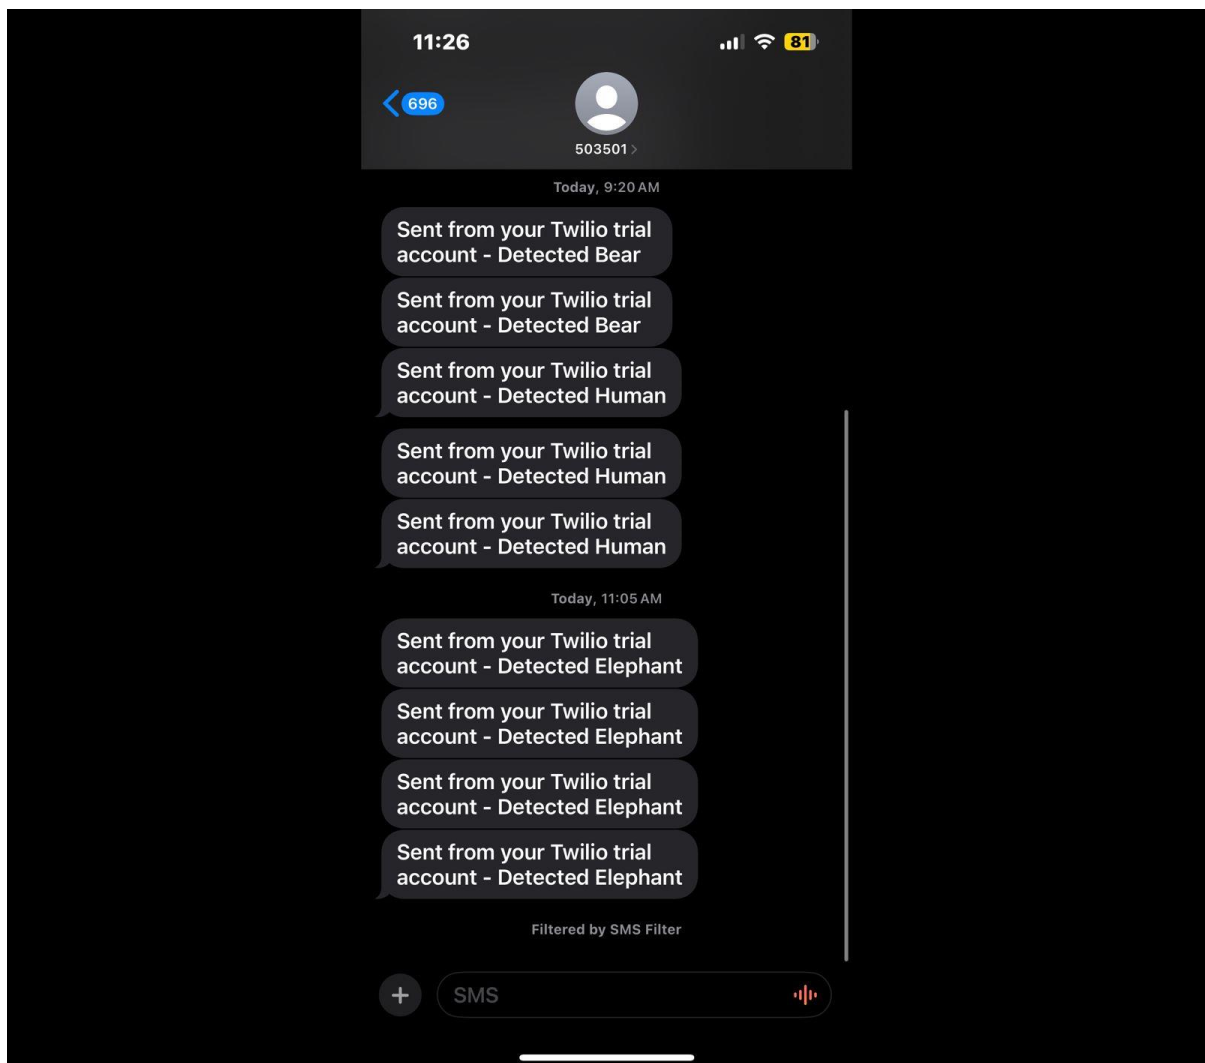 11:26
81
696
503501
Today, 9:20 AM
Sent from your Twilio trial
account - Detected Bear
Sent from your Twilio trial
account - Detected Bear
Sent from your Twilio trial
account - Detected Human
Sent from your Twilio trial
account - Detected Human
Sent from your Twilio trial
account - Detected Human
Today, 11:05 AM
Sent from your Twilio trial
account - Detected Elephant
Sent from your Twilio trial
account - Detected Elephant
Sent from your Twilio trial
account - Detected Elephant
Sent from your Twilio trial
account - Detected Elephant
Filtered by SMS Filter
SMS